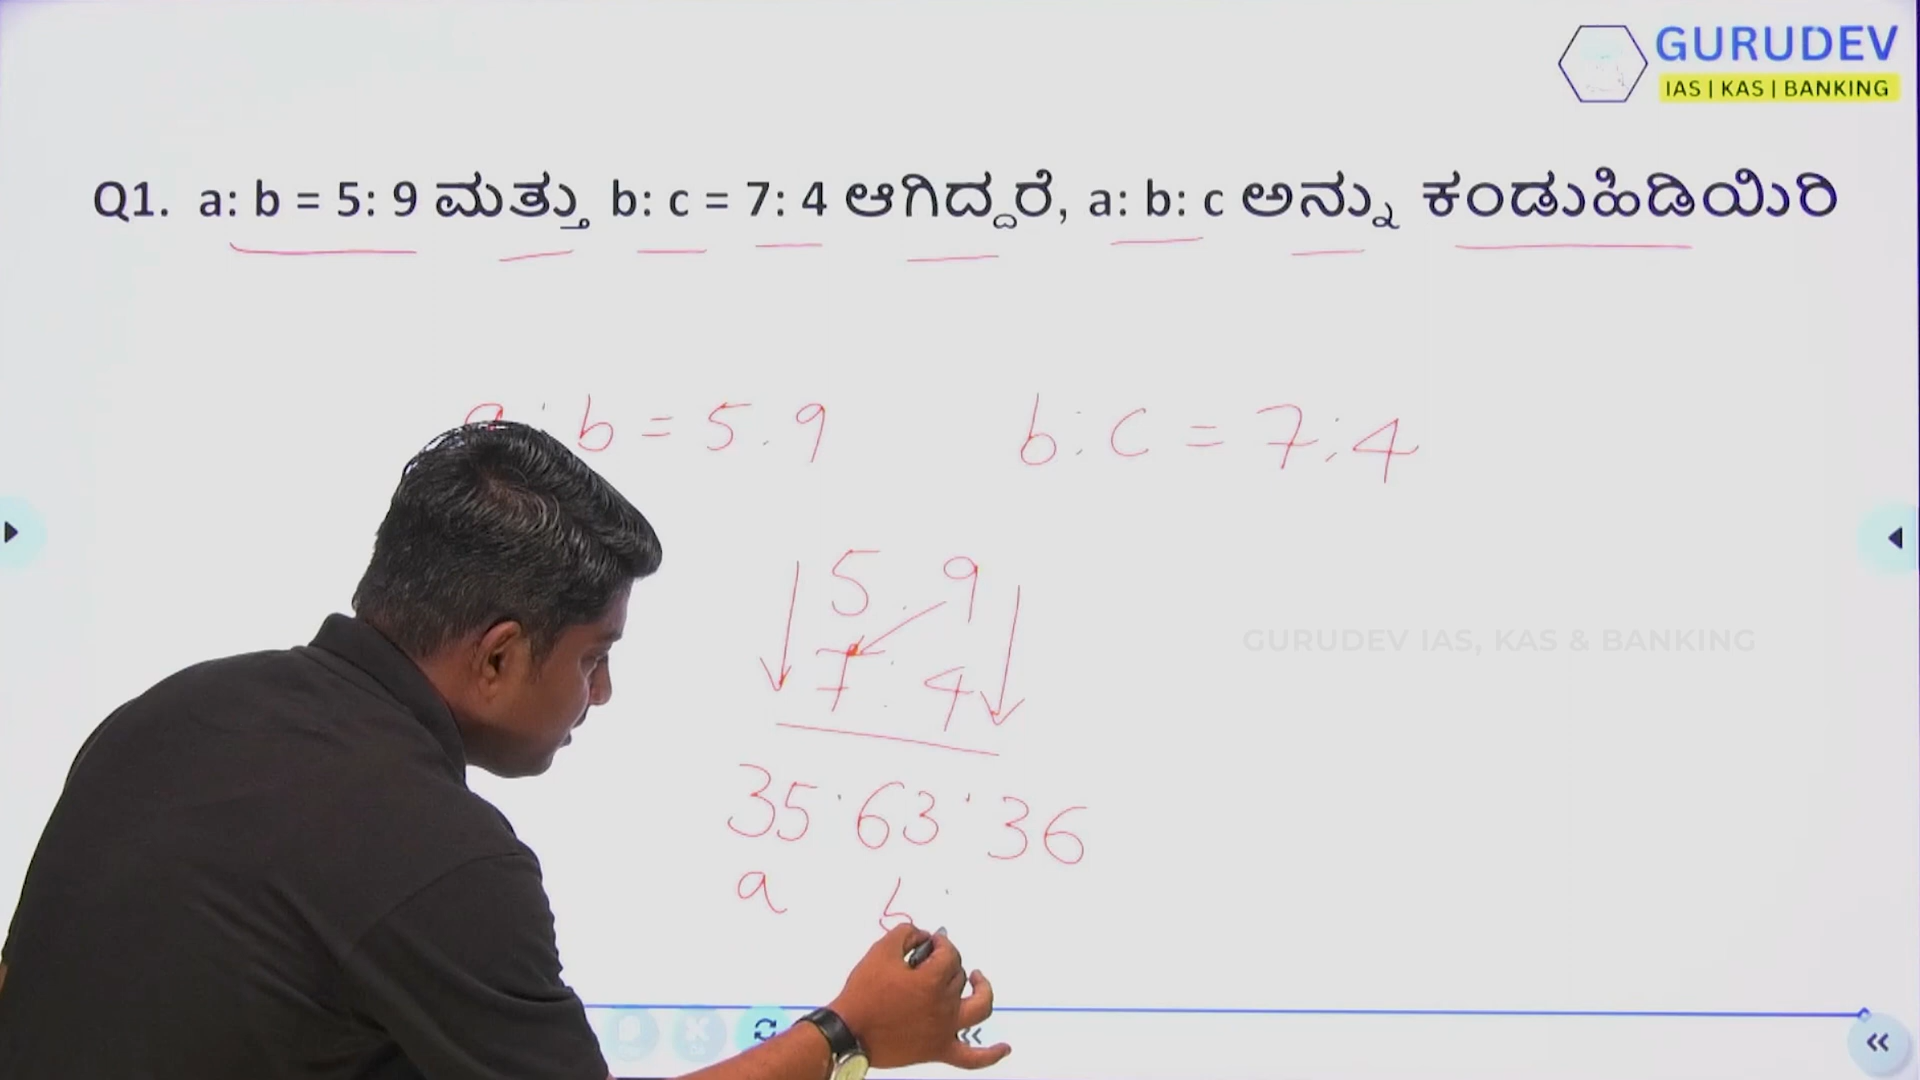 GURUDEV
IAS | KAS | BANKING
Q1. a: b = 5: 9 ಮತ್ತು b: c = 7: 4 ಆಗಿದ್ದರೆ, a: b: c ಅನ್ನು ಕಂಡುಹಿಡಿಯಿರಿ
a : b = 5 : 9 b : c = 7 : 4
5 : 9
7 : 4
GURUDEV IAS, KAS & BANKING
35 : 63 : 36
a b :